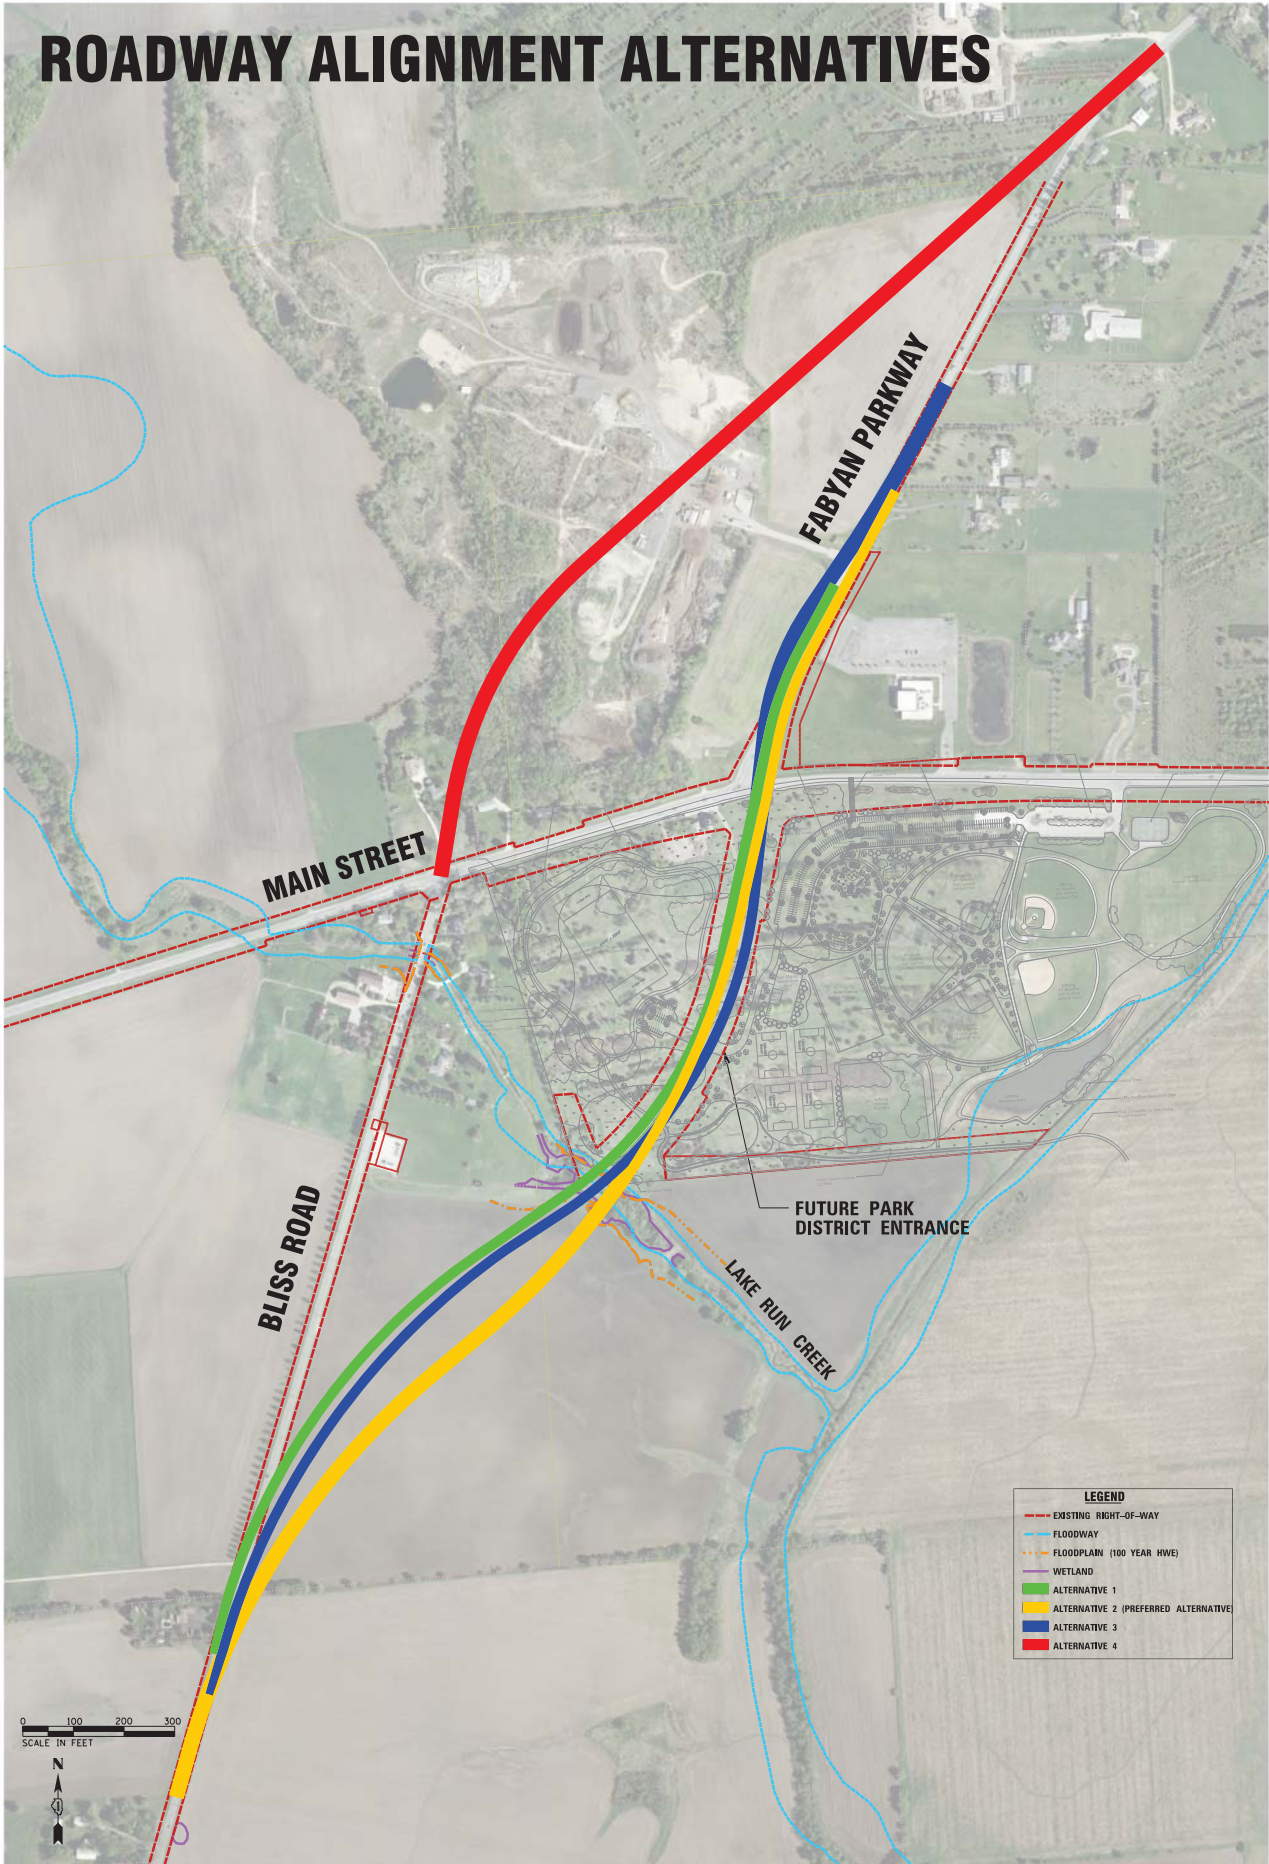 ROADWAY ALIGNMENT ALTERNATIVES
FABYAN PARKWAY
MAIN STREET
BLISS ROAD
FUTURE PARK
DISTRICT ENTRANCE
LAKE RUN CREEK
LEGEND
EXISTING RIGHT-OF-WAY
FLOODWAY
FLOODPLAIN (100 YEAR HWE)
WETLAND
ALTERNATIVE 1
ALTERNATIVE 2 (PREFERRED ALTERNATIVE)
ALTERNATIVE 3
ALTERNATIVE 4
0 100 200 300
SCALE IN FEET
N